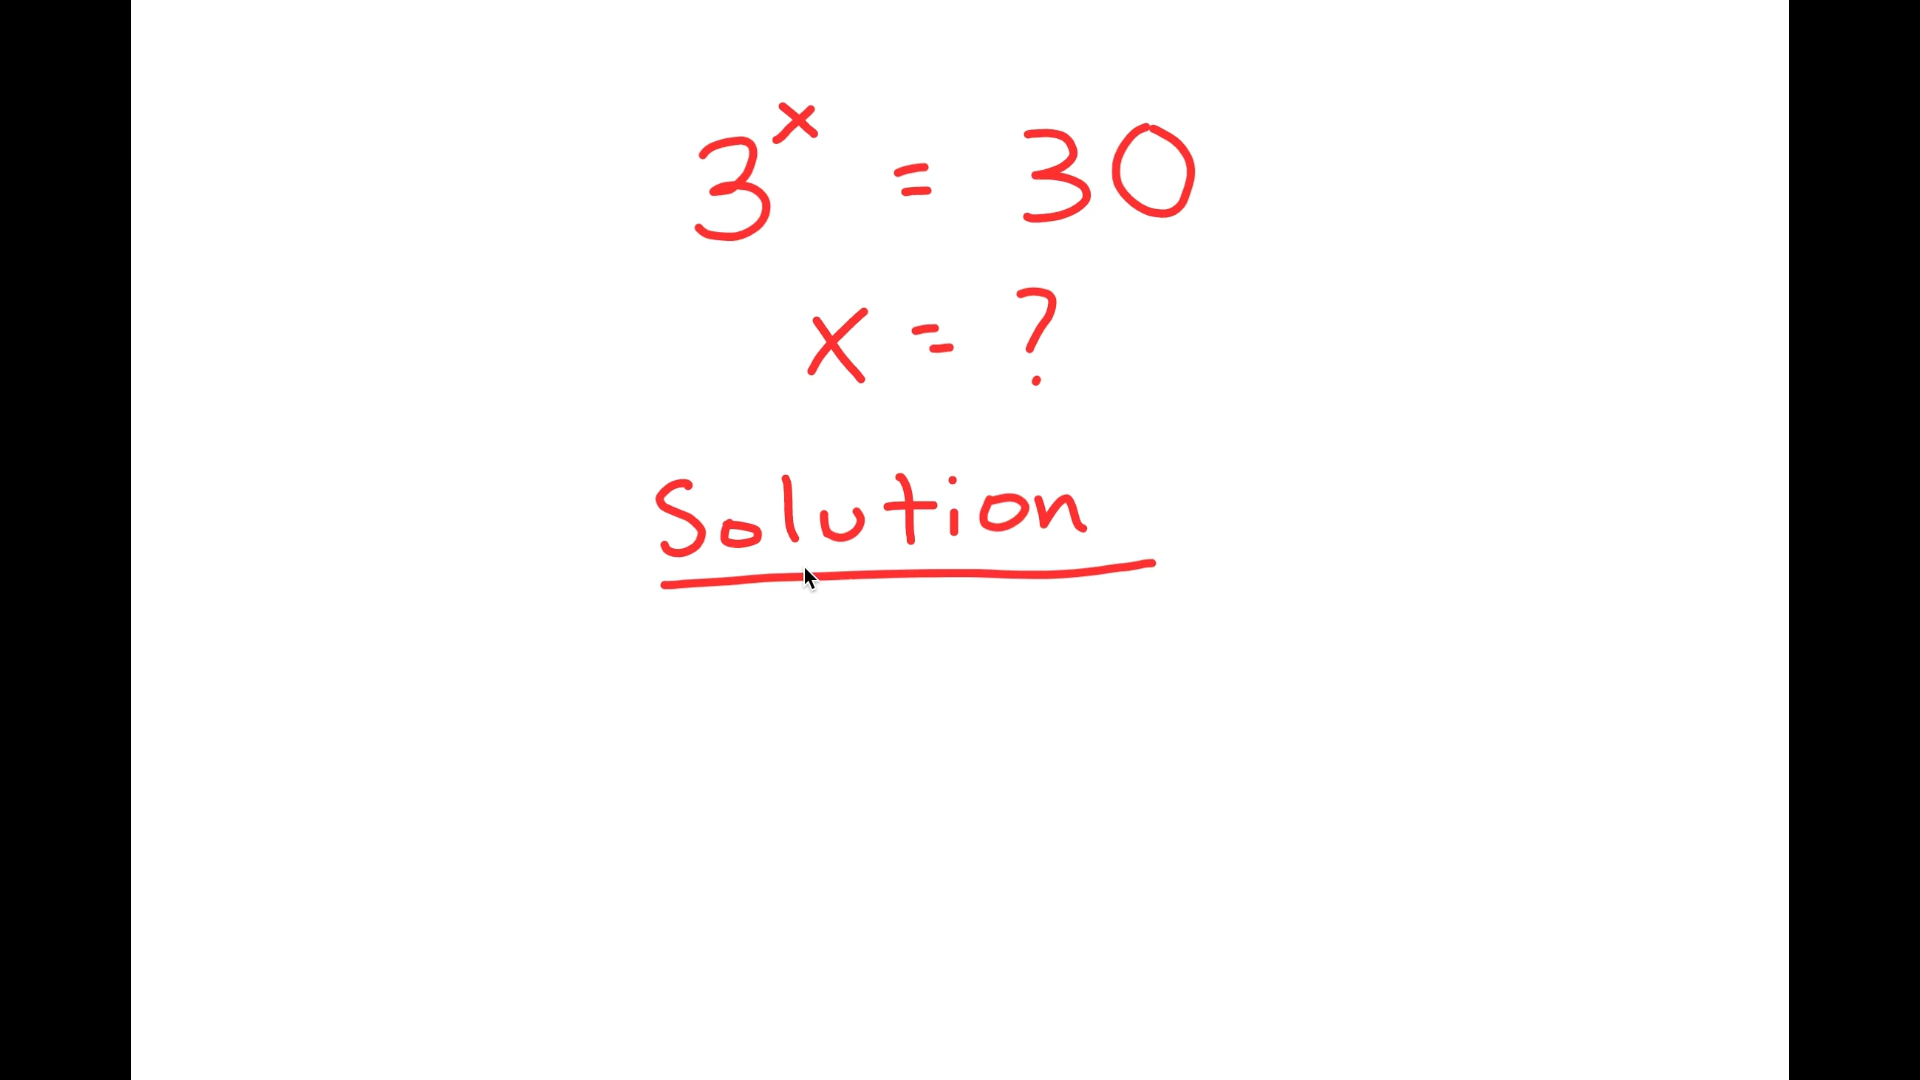 3^x = 30
x = ?
Solution